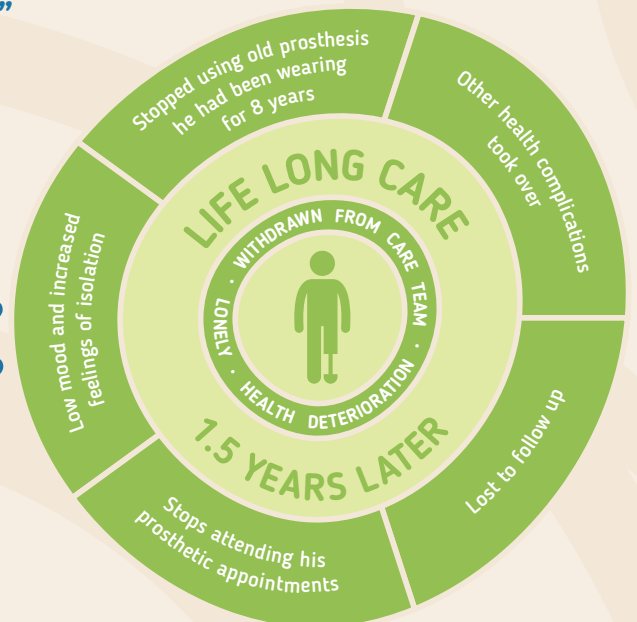 ”
Stopped using old prosthesis
he had been wearing
for 8 years
Other health complications
took over
Lost to follow up
Stops attending his
prosthetic appointments
Low mood and increased
feelings of isolation
LIFE LONG CARE
1.5 YEARS LATER
· WITHDRAWN FROM CARE TEAM
· HEALTH DETERIORATION
· LONELY